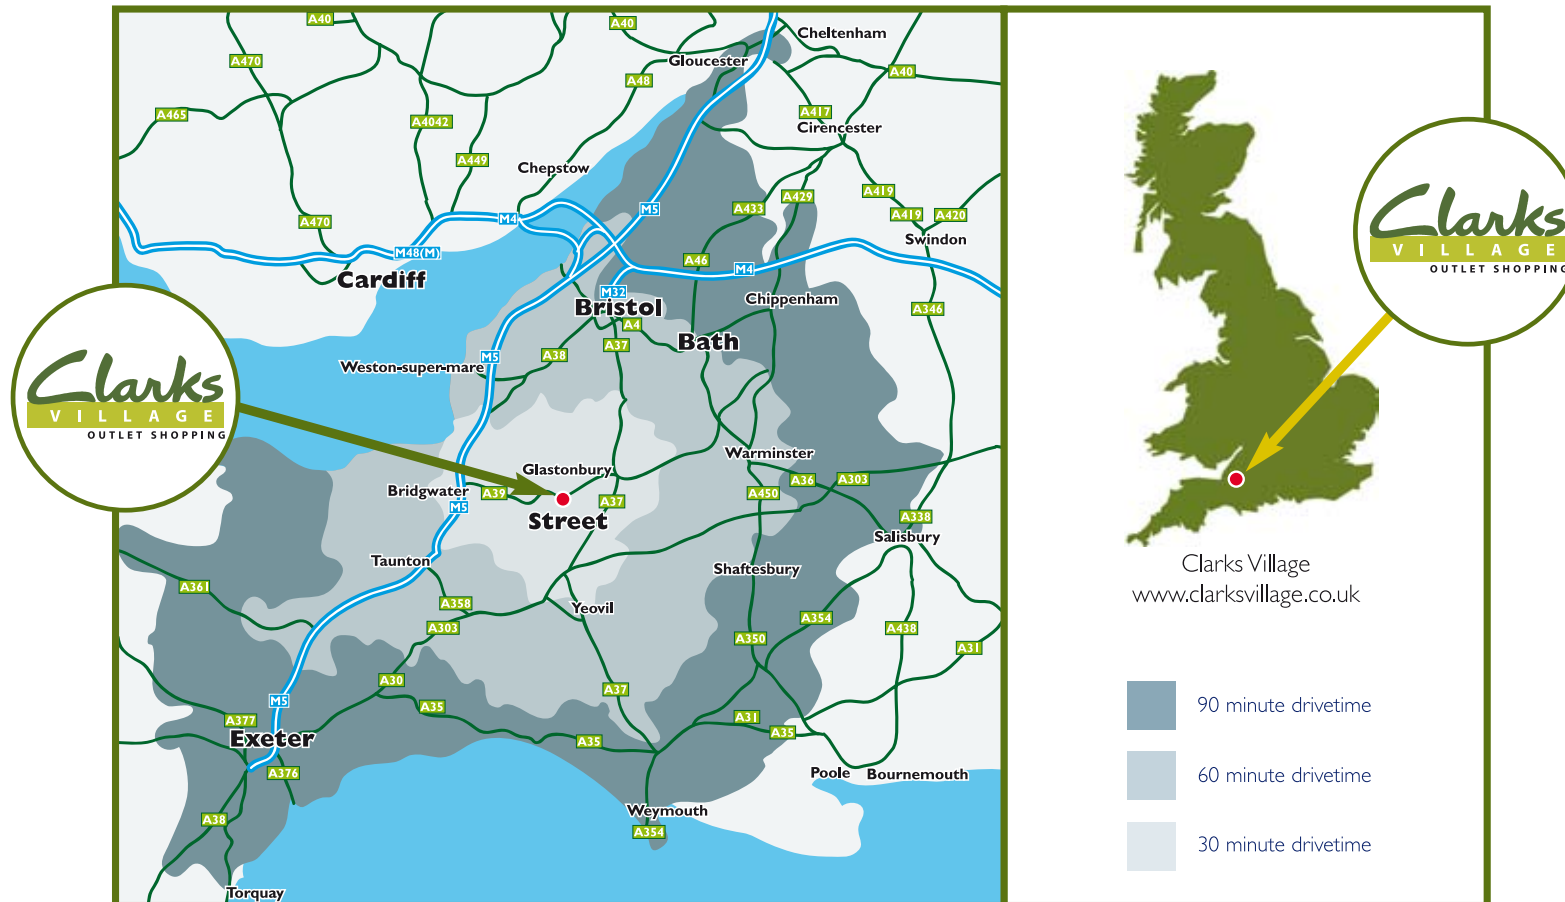 A40
A40
Cheltenham
Gloucester
A470
A48
A40
A465
A4042
A417
Cirencester
A449
Chepstow
A429
A419
M5
A433
A470
M4
A419
A420
Swindon
M48(M)
A46
M4
Cardiff
M32
Chippenham
Bristol
A346
A4
Bath
A37
A38
M5
Weston-super-mare
Clarks
VILLAGE
OUTLET SHOPPING
Warminster
Glastonbury
A36
A303
Bridgwater
A39
A450
A37
M5
Street
A338
Salisbury
Taunton
Shaftesbury
A361
A358
Yeovil
A354
A303
A438
A350
A31
A30
A37
M5
A35
A377
A31
A35
Exeter
A35
A376
Poole
Bournemouth
Weymouth
A38
A354
Torquay
Clarks
VILLAGE
OUTLET SHOPPING
Clarks Village
www.clarksvillage.co.uk
90 minute drivetime
60 minute drivetime
30 minute drivetime